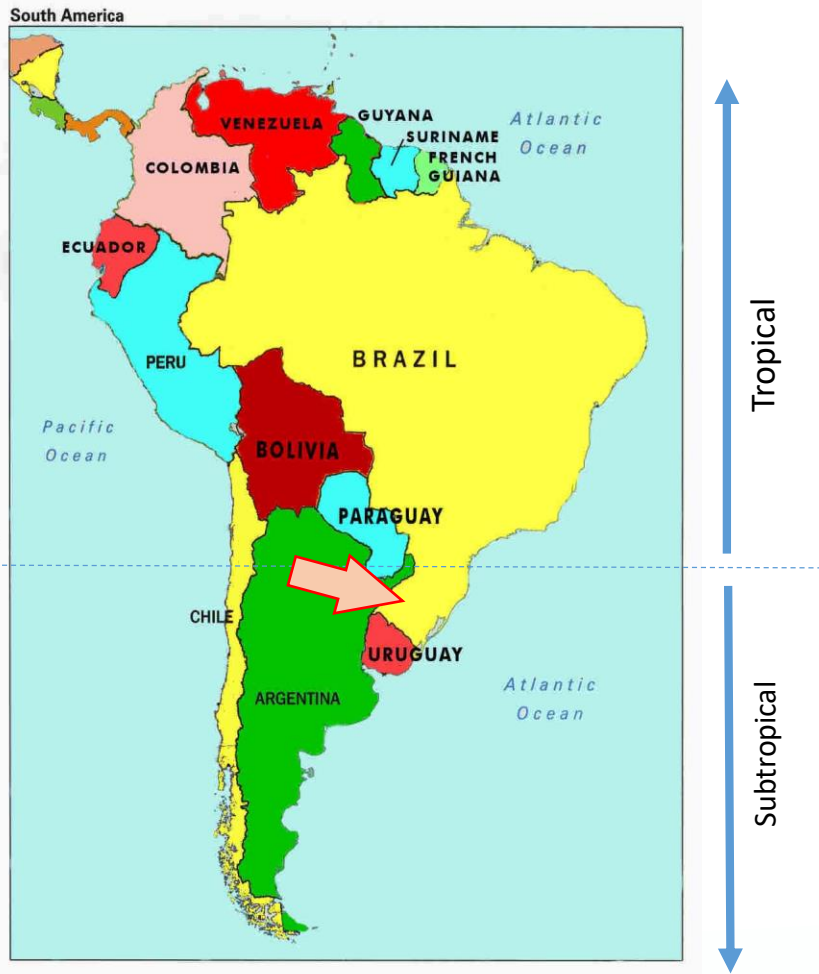 South America
VENEZUELA
GUYANA
SURINAME
FRENCH
GUIANA
Atlantic
Ocean
COLOMBIA
ECUADOR
PERU
BRAZIL
Tropical
Pacific
Ocean
BOLIVIA
PARAGUAY
CHILE
URUGUAY
ARGENTINA
Atlantic
Ocean
Subtropical